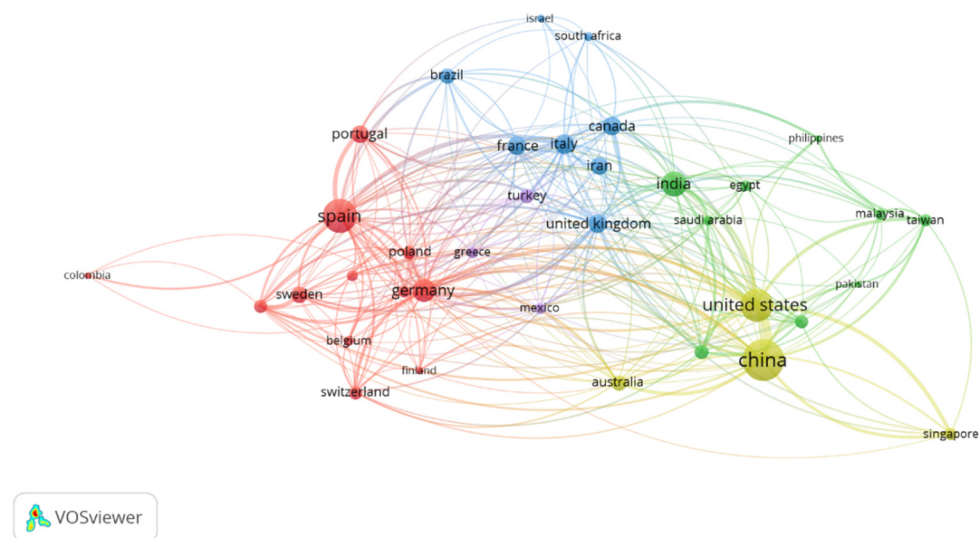 israel
south africa
brazil
portugal
canada
france
italy
philippines
iran
india
egypt
turkey
spain
saudi arabia
malaysia
taiwan
united kingdom
poland
greece
colombia
pakistan
sweden
germany
mexico
united states
belgium
china
finland
australia
switzerland
singapore
VOSviewer